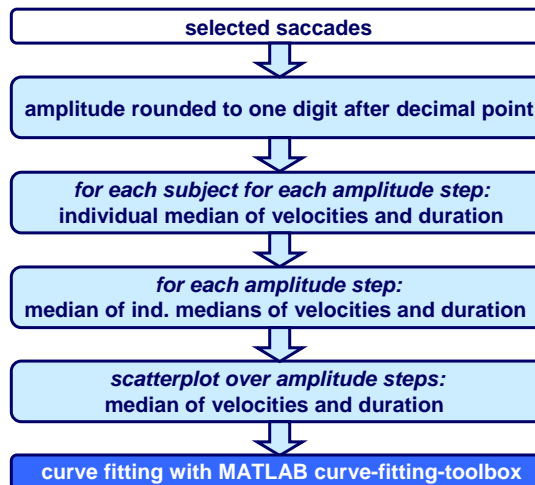 selected saccades
amplitude rounded to one digit after decimal point
for each subject for each amplitude step:
individual median of velocities and duration
for each amplitude step:
median of ind. medians of velocities and duration
scatterplot over amplitude steps:
median of velocities and duration
curve fitting with MATLAB curve-fitting-toolbox